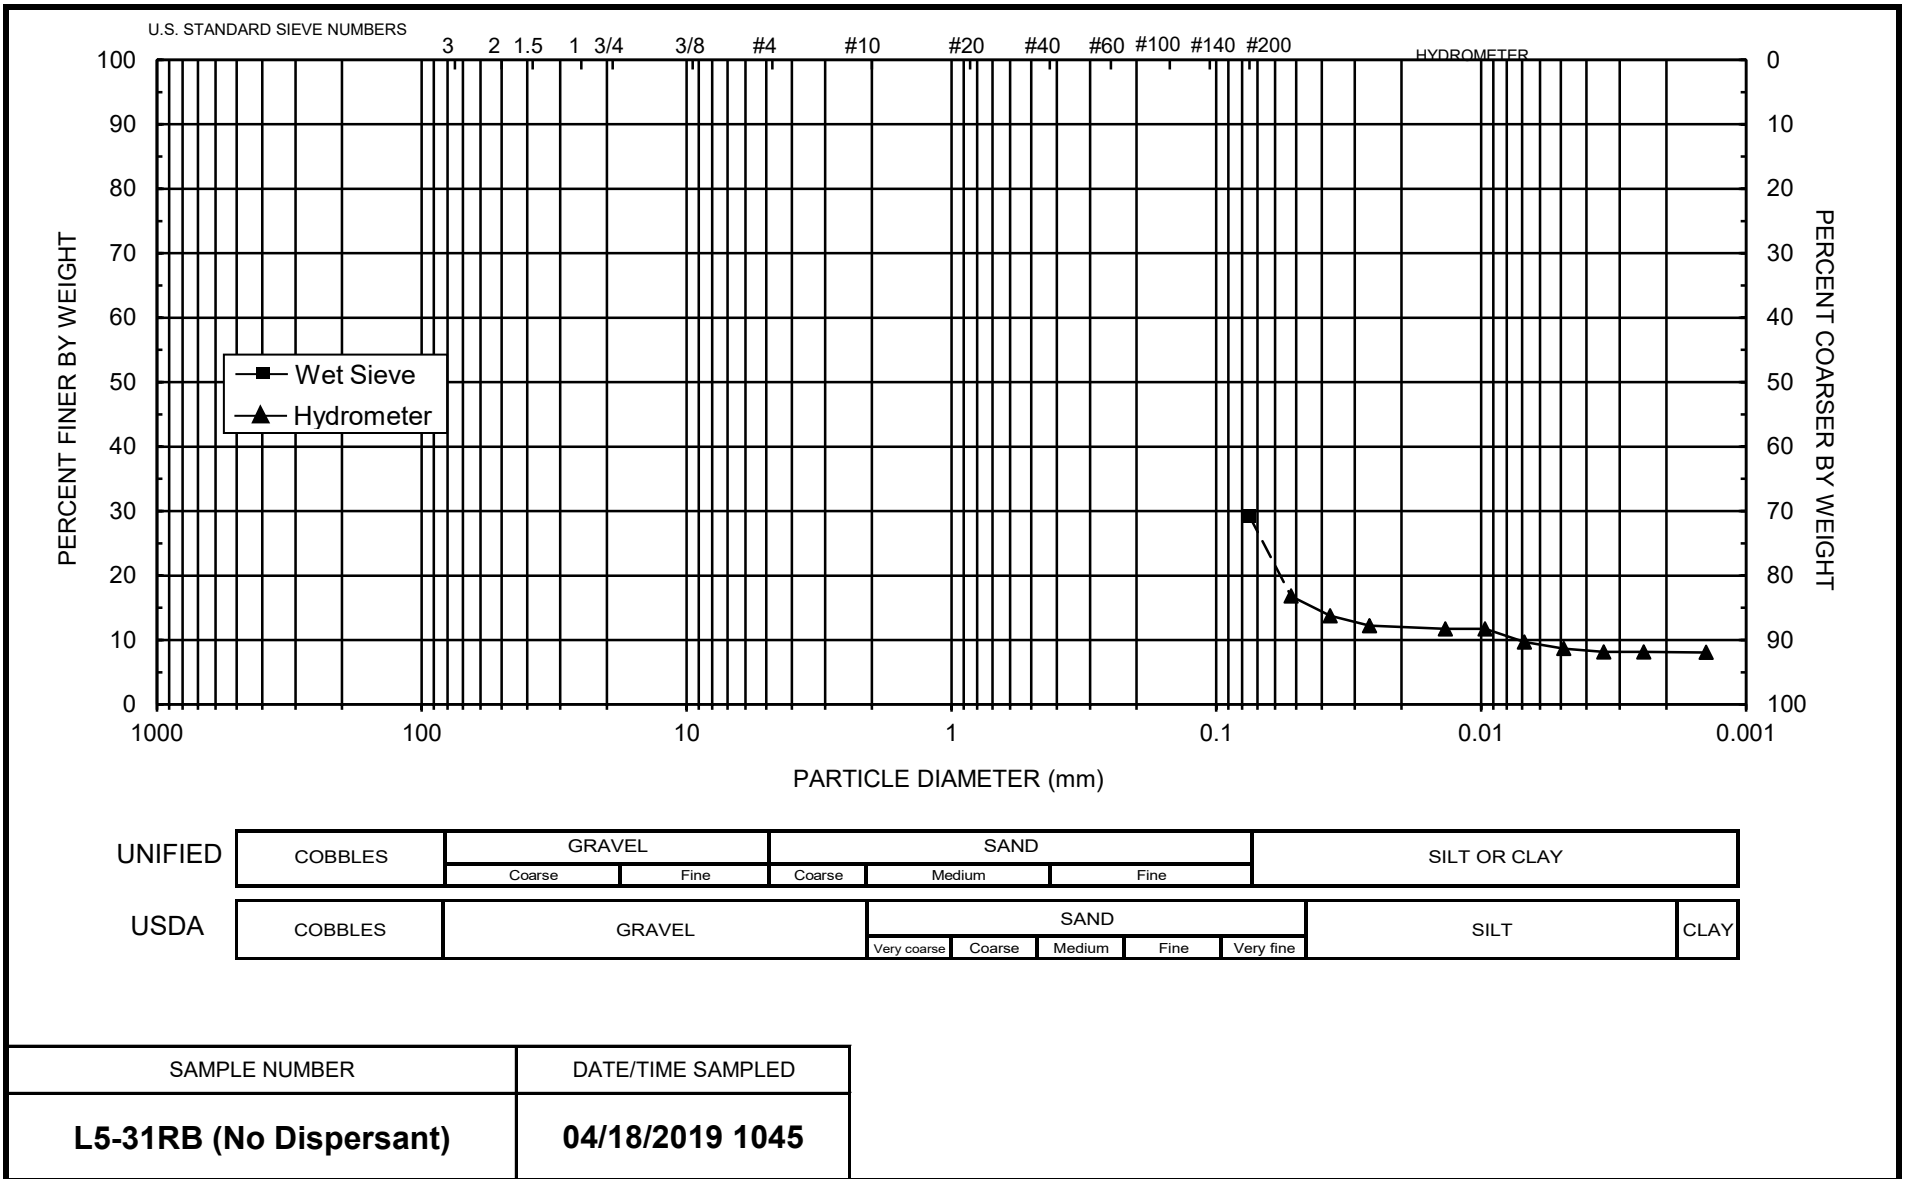 U.S. STANDARD SIEVE NUMBERS
3 2 1.5 1 3/4 3/8 #4 #10 #20 #40 #60 #100 #140 #200
HYDROMETER
100 0
90 10
80 20
70 30
60 40
50 50
40 60
30 70
20 80
10 90
0 100
PERCENT FINER BY WEIGHT
PERCENT COARSER BY WEIGHT
Wet Sieve
Hydrometer
1000 100 10 1 0.1 0.01 0.001
PARTICLE DIAMETER (mm)
UNIFIED
COBBLES
GRAVEL
Coarse Fine
SAND
Coarse Medium Fine
SILT OR CLAY
USDA
COBBLES
GRAVEL
SAND
Very coarse Coarse Medium Fine Very fine
SILT
CLAY
SAMPLE NUMBER
DATE/TIME SAMPLED
L5-31RB (No Dispersant)
04/18/2019 1045